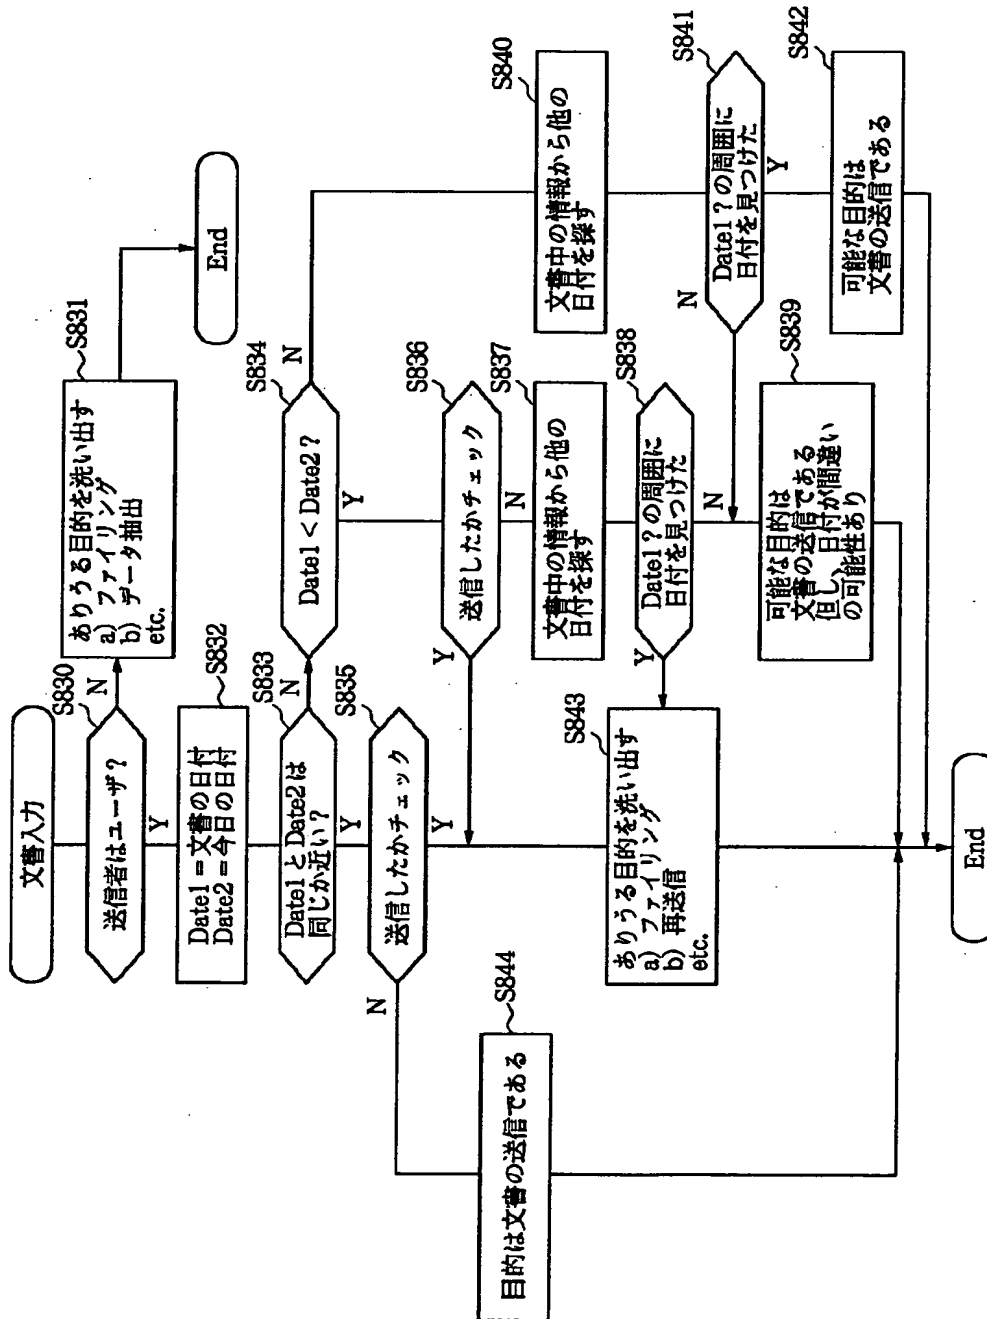 文書入力
S830
送信者はユーザ?
N
Y
S831
ありうる目的を洗い出す
a) ファイリング
b) データ抽出
etc.
End
S832
Date1=文書の日付
Date2=今日の日付
S833
Date1とDate2は
同じか近い?
N
Y
S834
Date1<Date2?
N
Y
S835
送信したかチェック
N
Y
S836
送信したかチェック
Y
N
S837
文書中の情報から他の
日付を探す
S838
Date1?の周囲に
日付を見つけた
Y
N
S839
可能な目的は
文書の送信である
但し、日付が間違い
の可能性あり
S840
文書中の情報から他の
日付を探す
S841
Date1?の周囲に
日付を見つけた
N
Y
S842
可能な目的は
文書の送信である
S843
ありうる目的を洗い出す
a) ファイリング
b) 再送信
etc.
S844
目的は文書の送信である
End